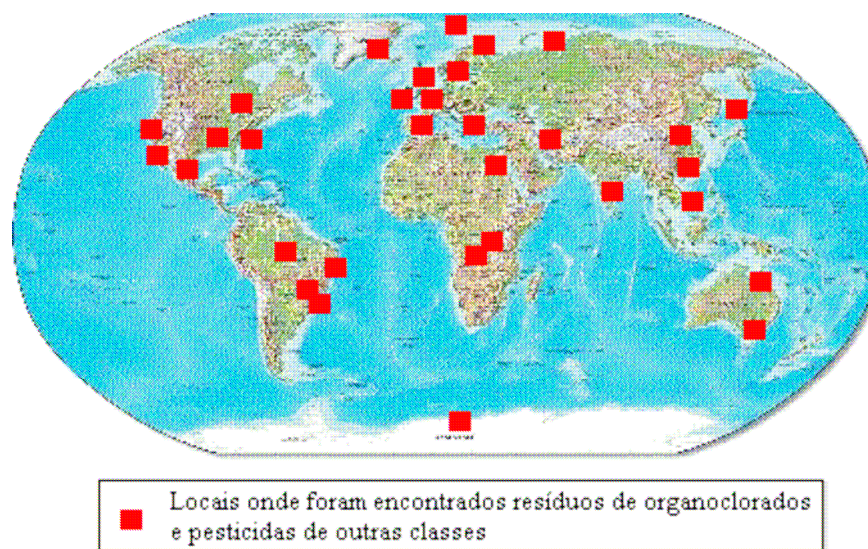 Locais onde foram encontrados resíduos de organoclorados
e pesticidas de outras classes